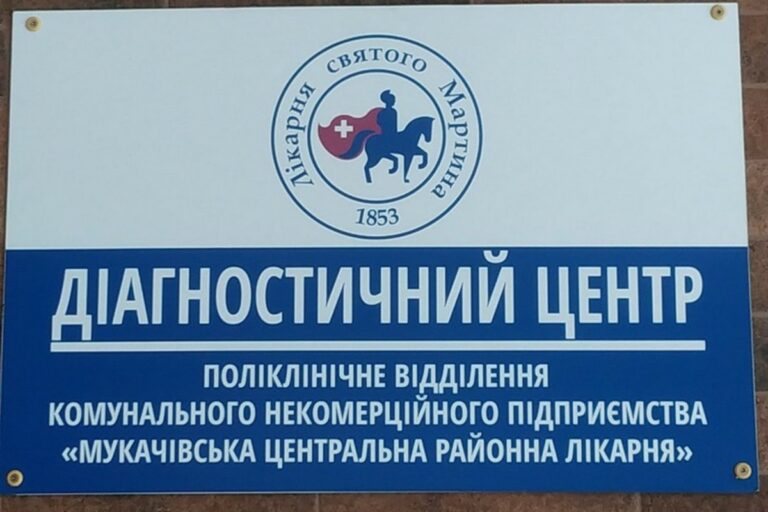 Лікарня святого Мартина
1853
ДІАГНОСТИЧНИЙ ЦЕНТР
ПОЛІКЛІНІЧНЕ ВІДДІЛЕННЯ
КОМУНАЛЬНОГО НЕКОМЕРЦІЙНОГО ПІДПРИЄМСТВА
«МУКАЧІВСЬКА ЦЕНТРАЛЬНА РАЙОННА ЛІКАРНЯ»